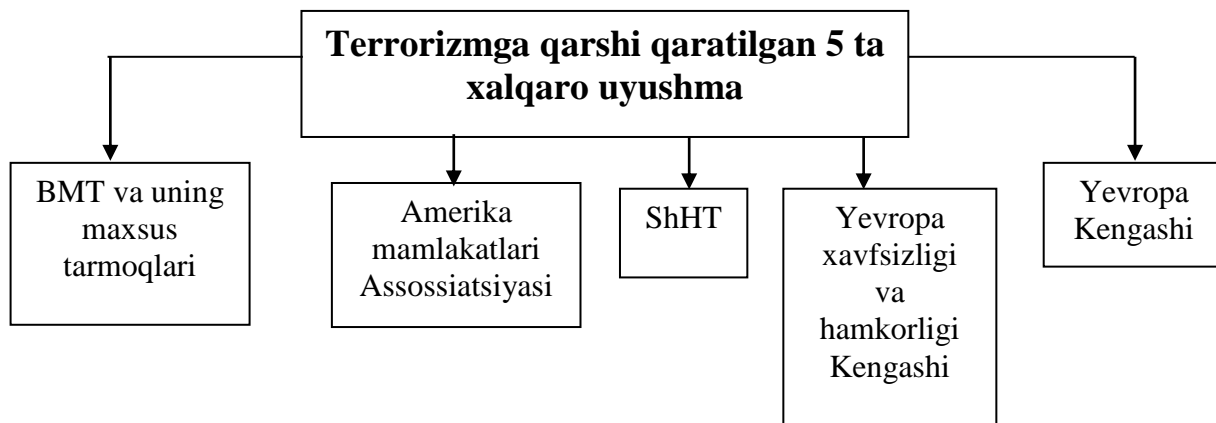 Terrorizmga qarshi qaratilgan 5 ta
xalqaro uyushma
BMT va uning
maxsus
tarmoqlari
Amerika
mamlakatlari
Assossiatsiyasi
ShHT
Yevropa
xavfsizligi
va
hamkorligi
Kengashi
Yevropa
Kengashi